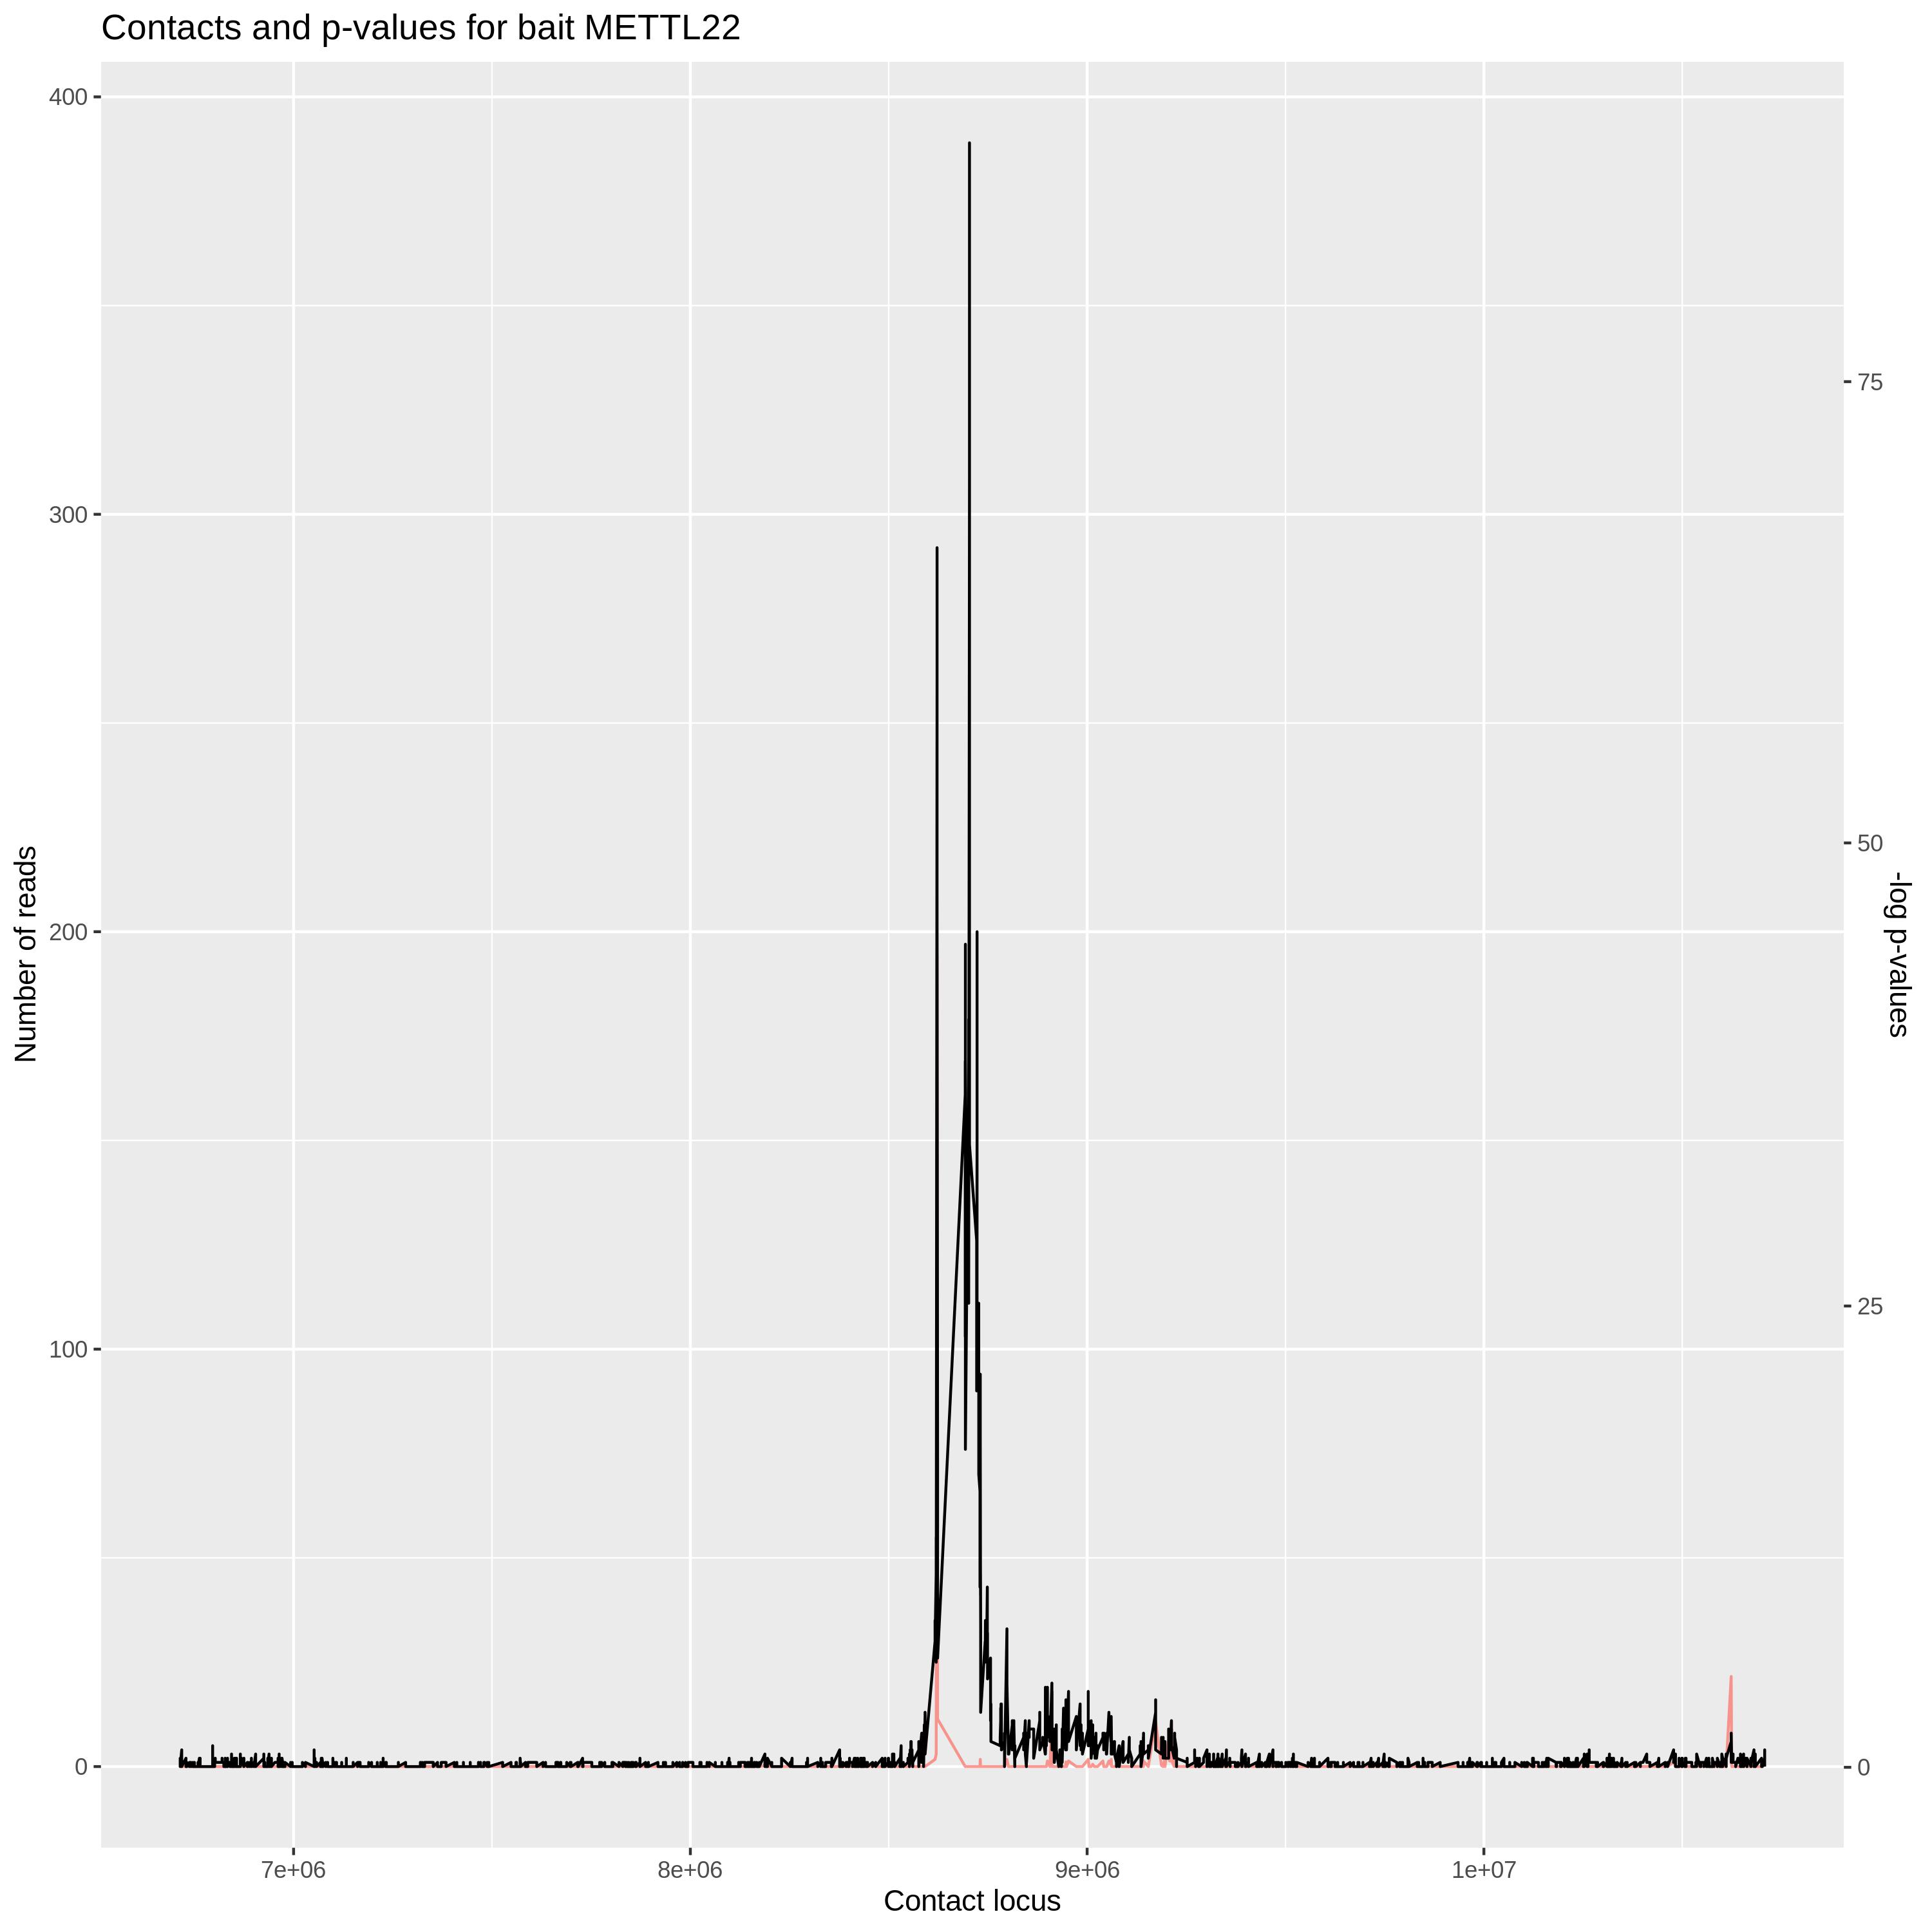 Contacts and p-values for bait METTL22
400
300
200
100
0
Number of reads
75
50
25
0
-log p-values
7e+06
8e+06
9e+06
1e+07
Contact locus